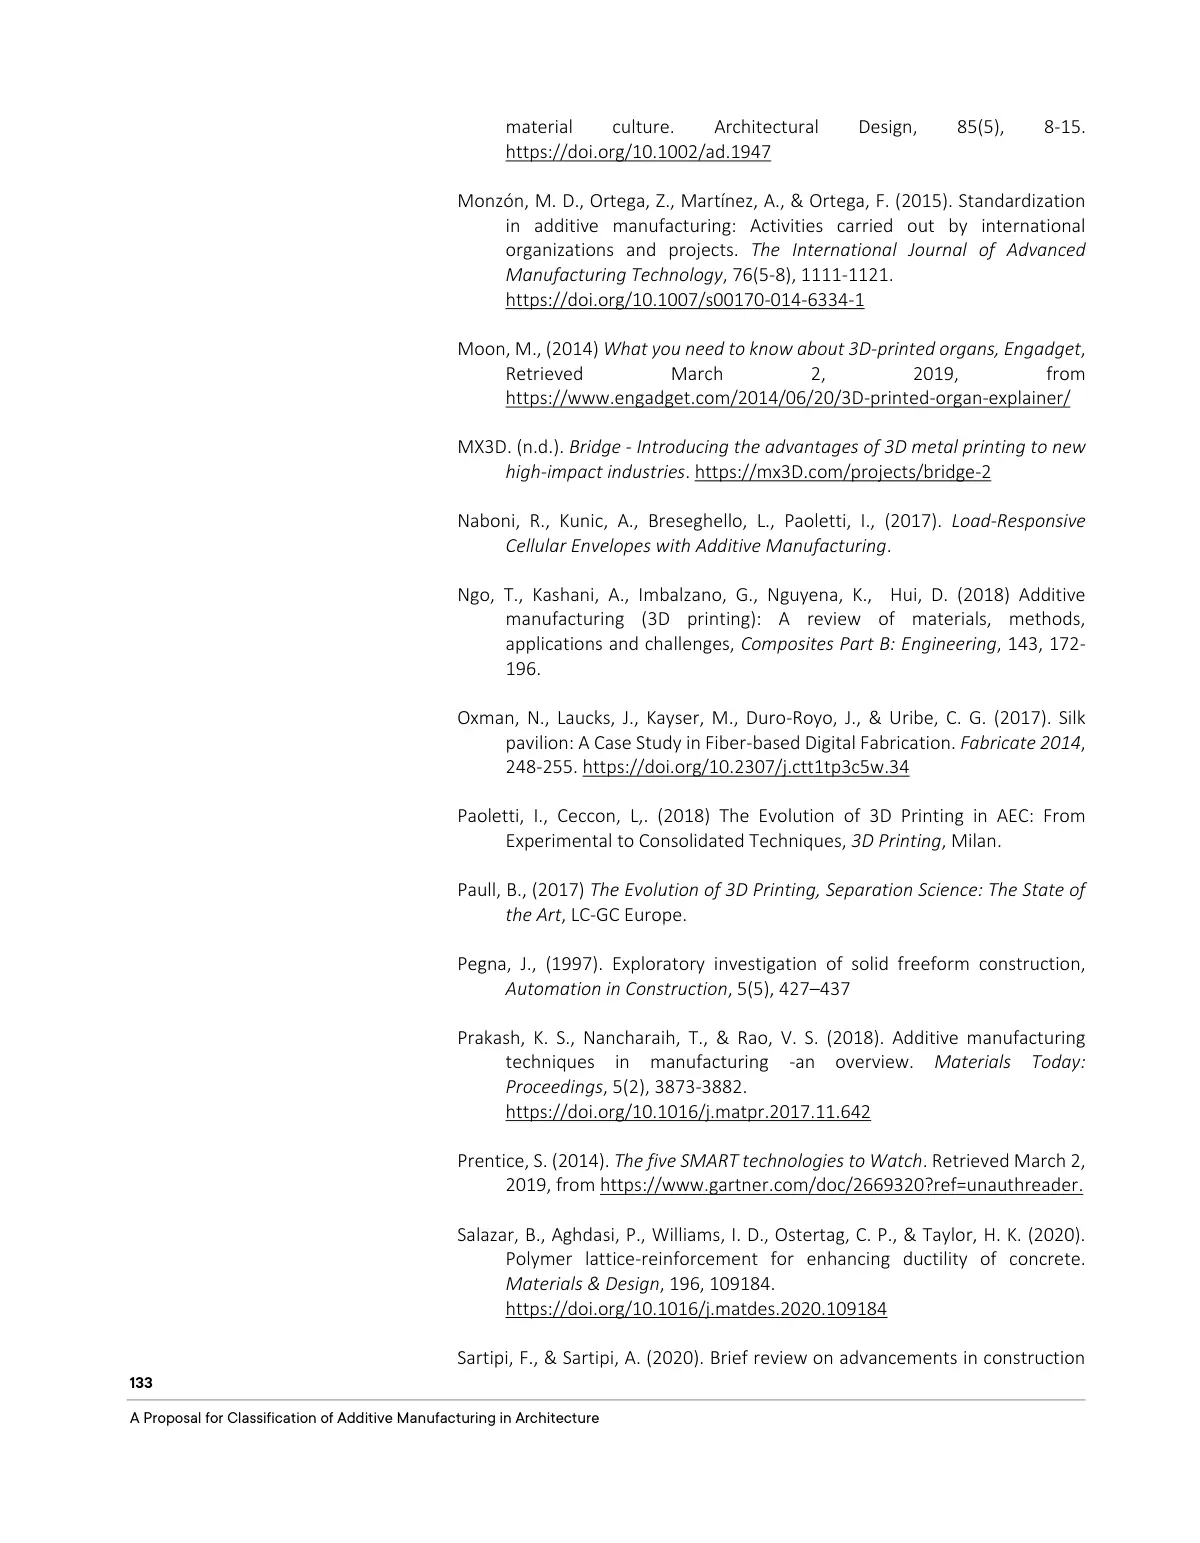 material culture. Architectural Design, 85(5), 8-15.
https://doi.org/10.1002/ad.1947
Monzón, M. D., Ortega, Z., Martínez, A., & Ortega, F. (2015). Standardization
in additive manufacturing: Activities carried out by international
organizations and projects. The International Journal of Advanced
Manufacturing Technology, 76(5-8), 1111-1121.
https://doi.org/10.1007/s00170-014-6334-1
Moon, M., (2014) What you need to know about 3D-printed organs, Engadget,
Retrieved March 2, 2019, from
https://www.engadget.com/2014/06/20/3D-printed-organ-explainer/
MX3D. (n.d.). Bridge - Introducing the advantages of 3D metal printing to new
high-impact industries. https://mx3D.com/projects/bridge-2
Naboni, R., Kunic, A., Breseghello, L., Paoletti, I., (2017). Load-Responsive
Cellular Envelopes with Additive Manufacturing.
Ngo, T., Kashani, A., Imbalzano, G., Nguyena, K., Hui, D. (2018) Additive
manufacturing (3D printing): A review of materials, methods,
applications and challenges, Composites Part B: Engineering, 143, 172-
196.
Oxman, N., Laucks, J., Kayser, M., Duro-Royo, J., & Uribe, C. G. (2017). Silk
pavilion: A Case Study in Fiber-based Digital Fabrication. Fabricate 2014,
248-255. https://doi.org/10.2307/j.ctt1tp3c5w.34
Paoletti, I., Ceccon, L,. (2018) The Evolution of 3D Printing in AEC: From
Experimental to Consolidated Techniques, 3D Printing, Milan.
Paull, B., (2017) The Evolution of 3D Printing, Separation Science: The State of
the Art, LC-GC Europe.
Pegna, J., (1997). Exploratory investigation of solid freeform construction,
Automation in Construction, 5(5), 427–437
Prakash, K. S., Nancharaih, T., & Rao, V. S. (2018). Additive manufacturing
techniques in manufacturing -an overview. Materials Today:
Proceedings, 5(2), 3873-3882.
https://doi.org/10.1016/j.matpr.2017.11.642
Prentice, S. (2014). The five SMART technologies to Watch. Retrieved March 2,
2019, from https://www.gartner.com/doc/2669320?ref=unauthreader.
Salazar, B., Aghdasi, P., Williams, I. D., Ostertag, C. P., & Taylor, H. K. (2020).
Polymer lattice-reinforcement for enhancing ductility of concrete.
Materials & Design, 196, 109184.
https://doi.org/10.1016/j.matdes.2020.109184
Sartipi, F., & Sartipi, A. (2020). Brief review on advancements in construction
133
A Proposal for Classification of Additive Manufacturing in Architecture